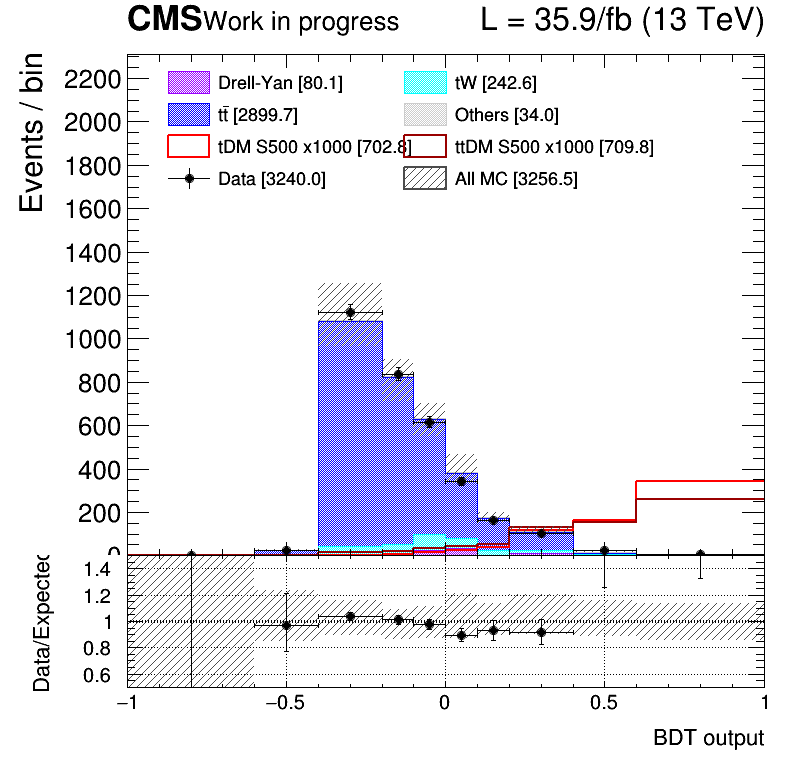 CMS Work in progress L = 35.9/fb (13 TeV)
Events / bin
2200
2000
1800
1600
1400
1200
1000
800
600
400
200
0
Drell-Yan [80.1] tW [242.6]
tt̄ [2899.7] Others [34.0]
tDM S500 x1000 [702.8] ttDM S500 x1000 [709.8]
Data [3240.0] All MC [3256.5]
Data/Expected
1.4
1.2
1
0.8
0.6
−1 −0.5 0 0.5 1
BDT output